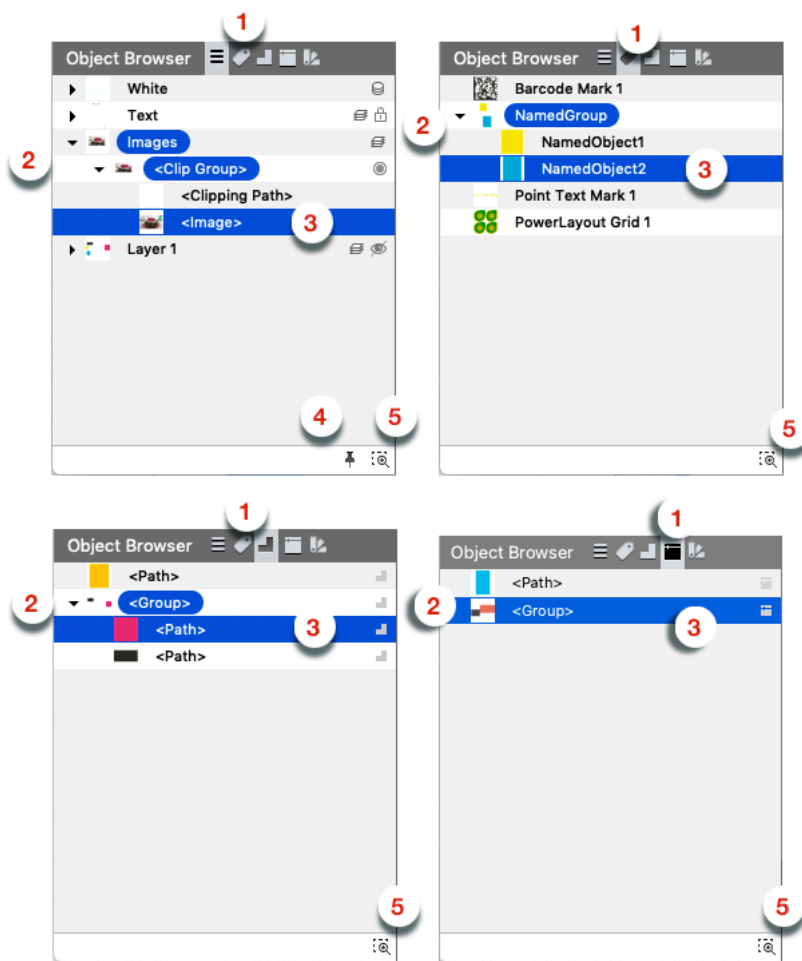 1
Object Browser
White
Text
2
Images
<Clip Group>
<Clipping Path>
<Image>
3
Layer 1
4
5
1
Object Browser
Barcode Mark 1
2
NamedGroup
NamedObject1
NamedObject2
3
Point Text Mark 1
PowerLayout Grid 1
5
1
Object Browser
<Path>
2
<Group>
<Path>
3
<Path>
5
1
Object Browser
<Path>
2
<Group>
3
5